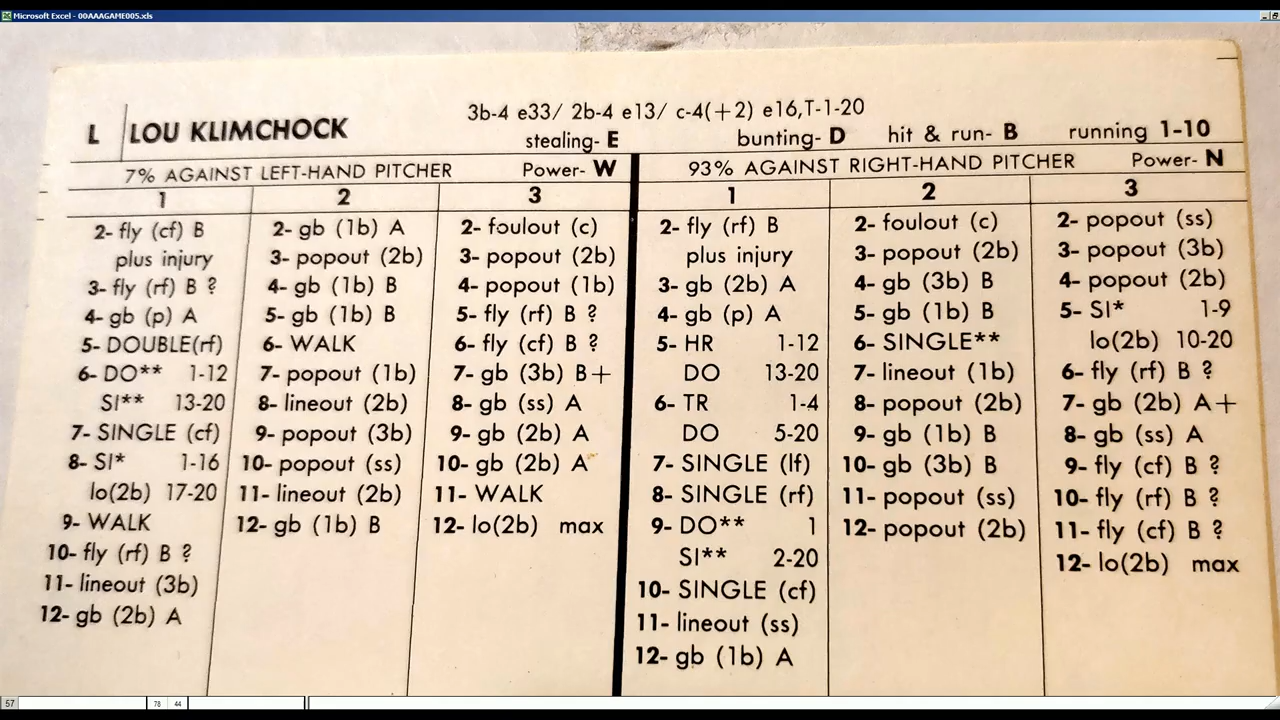 Microsoft Excel - 00AAAGAME005.xls
3b-4 e33/ 2b-4 e13/ c-4(+2) e16,T-1-20
L LOU KLIMCHOCK
stealing- E bunting- D hit & run- B running 1-10
7% AGAINST LEFT-HAND PITCHER Power- W
1 2 3
2- fly (cf) B
plus injury
3- fly (rf) B ?
4- gb (p) A
5- DOUBLE(rf)
6- DO** 1-12
SI** 13-20
7- SINGLE (cf)
8- SI* 1-16
lo(2b) 17-20
9- WALK
10- fly (rf) B ?
11- lineout (3b)
12- gb (2b) A
2- gb (1b) A
3- popout (2b)
4- gb (1b) B
5- gb (1b) B
6- WALK
7- popout (1b)
8- lineout (2b)
9- popout (3b)
10- popout (ss)
11- lineout (2b)
12- gb (1b) B
2- foulout (c)
3- popout (2b)
4- popout (1b)
5- fly (rf) B ?
6- fly (cf) B ?
7- gb (3b) B+
8- gb (ss) A
9- gb (2b) A
10- gb (2b) A
11- WALK
12- lo(2b) max
93% AGAINST RIGHT-HAND PITCHER Power- N
1 2 3
2- fly (rf) B
plus injury
3- gb (2b) A
4- gb (p) A
5- HR 1-12
DO 13-20
6- TR 1-4
DO 5-20
7- SINGLE (lf)
8- SINGLE (rf)
9- DO** 1
SI** 2-20
10- SINGLE (cf)
11- lineout (ss)
12- gb (1b) A
2- foulout (c)
3- popout (2b)
4- gb (3b) B
5- gb (1b) B
6- SINGLE**
7- lineout (1b)
8- popout (2b)
9- gb (1b) B
10- gb (3b) B
11- popout (ss)
12- popout (2b)
2- popout (ss)
3- popout (3b)
4- popout (2b)
5- SI* 1-9
lo(2b) 10-20
6- fly (rf) B ?
7- gb (2b) A+
8- gb (ss) A
9- fly (cf) B ?
10- fly (rf) B ?
11- fly (cf) B ?
12- lo(2b) max
57 78 44